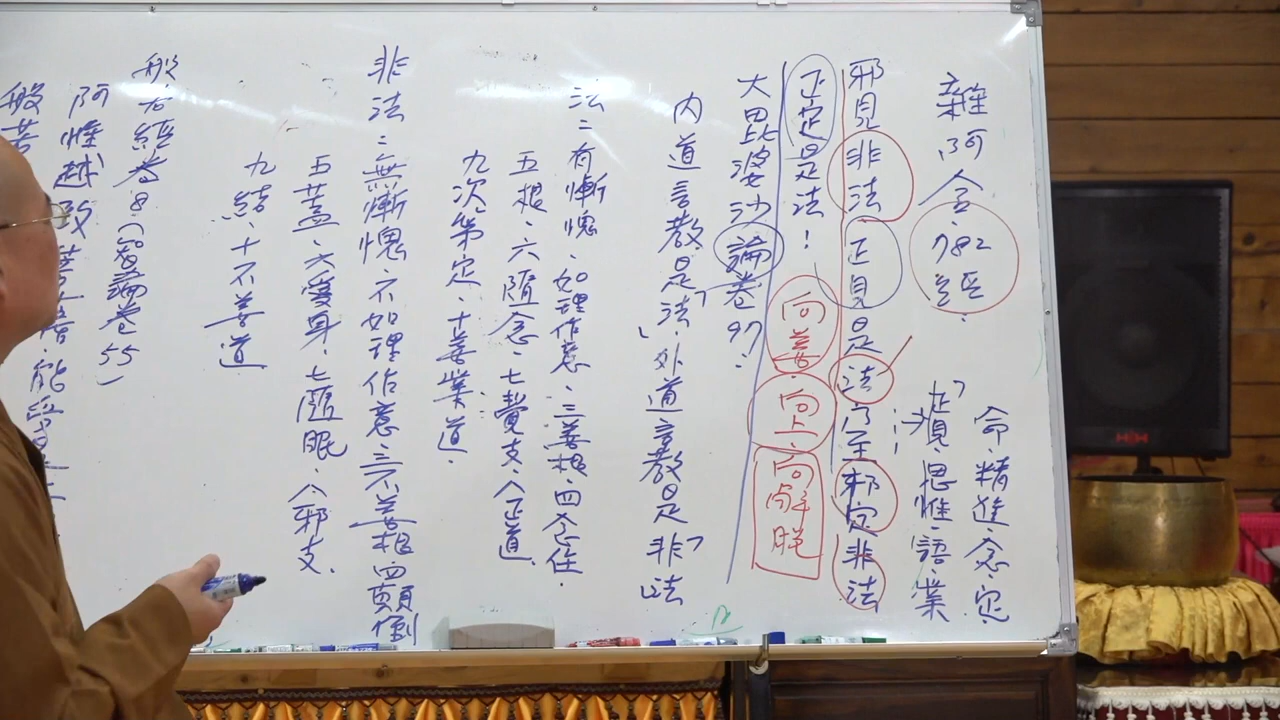 雜阿含782經.
命.精進.念.定
「正見.思惟.語.業
邪見非法正見是法乃至邪定非法
正定是法!
向善.向上.向解脫
大毘婆沙論卷97:
內道言教是「法」,外道言教是「非法」
法:有慚愧.如理作意.三善根.四念住.
五根.六隨念.七覺支.八正道.
九次第定.十善業道.
非法:無慚愧.不如理作意.三不善根.四顛倒
五蓋.六愛身.七隨眠.八邪支.
九結.十不善道
般若經卷8(智論卷55)
阿惟越致菩薩.能
般若